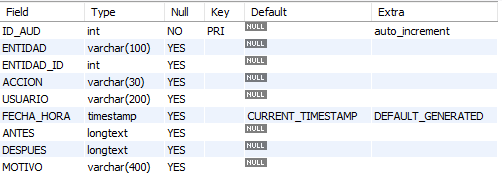 Field Type Null Key Default Extra
ID_AUD int NO PRI NULL auto_increment
ENTIDAD varchar(100) YES NULL
ENTIDAD_ID int YES NULL
ACCION varchar(30) YES NULL
USUARIO varchar(200) YES NULL
FECHA_HORA timestamp YES CURRENT_TIMESTAMP DEFAULT_GENERATED
ANTES longtext YES NULL
DESPUES longtext YES NULL
MOTIVO varchar(400) YES NULL